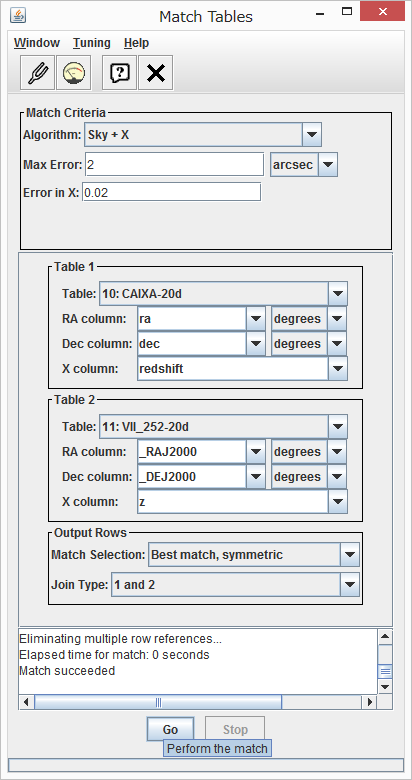 Match Tables
Window Tuning Help
Match Criteria
Algorithm: Sky + X
Max Error: 2 arcsec
Error in X: 0.02
Table 1
Table: 10: CAIXA-20d
RA column: ra degrees
Dec column: dec degrees
X column: redshift
Table 2
Table: 11: VII_252-20d
RA column: _RAJ2000 degrees
Dec column: _DEJ2000 degrees
X column: z
Output Rows
Match Selection: Best match, symmetric
Join Type: 1 and 2
Eliminating multiple row references...
Elapsed time for match: 0 seconds
Match succeeded
Go Stop
Perform the match